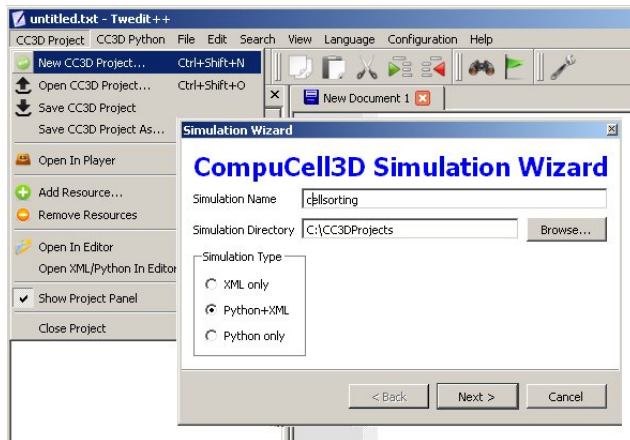 untitled.txt - Twedit++
CC3D Project CC3D Python File Edit Search View Language Configuration Help
New CC3D Project... Ctrl+Shift+N
Open CC3D Project... Ctrl+Shift+O
Save CC3D Project
Save CC3D Project As...
Open In Player
Add Resource...
Remove Resources
Open In Editor
Open XML/Python In Editor
Show Project Panel
Close Project
New Document 1
Simulation Wizard
CompuCell3D Simulation Wizard
Simulation Name cellsorting
Simulation Directory C:\CC3DProjects Browse...
Simulation Type
XML only
Python+XML
Python only
< Back Next > Cancel